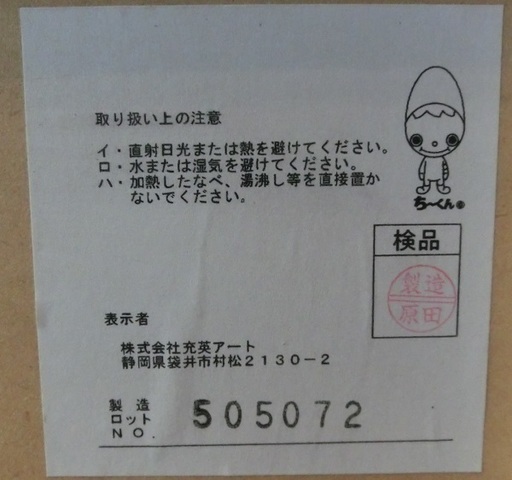 取り扱い上の注意
イ・直射日光または熱を避けてください。
ロ・水または湿気を避けてください。
ハ・加熱したなべ、湯沸し等を直接置か
ないでください。
ち〜くん®
検品
製造
原田
表示者
株式会社充英アート
静岡県袋井市村松２１３０－２
製造
ロット
ＮＯ．
505072